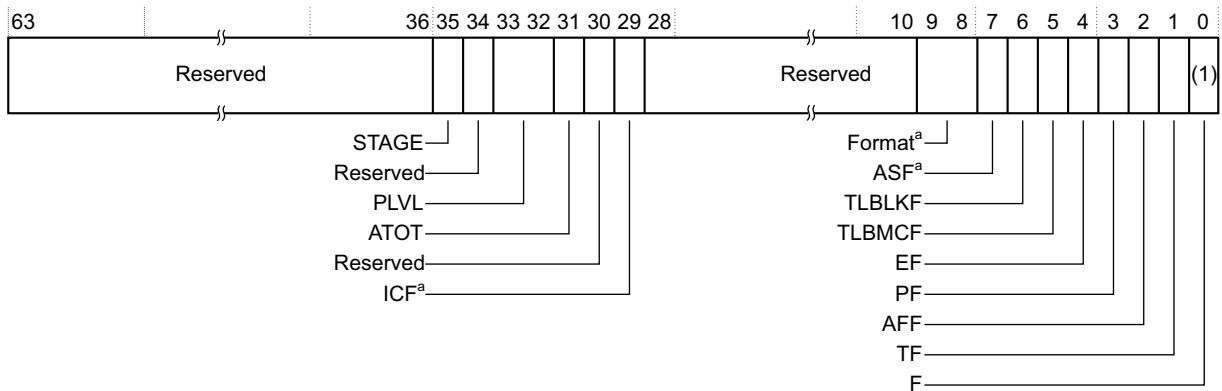 63 36 35 34 33 32 31 30 29 28 10 9 8 7 6 5 4 3 2 1 0
Reserved Reserved (1)
STAGE Formatᵃ
Reserved ASFᵃ
PLVL TLBLKF
ATOT TLBMCF
Reserved EF
ICFᵃ PF
AFF
TF
F